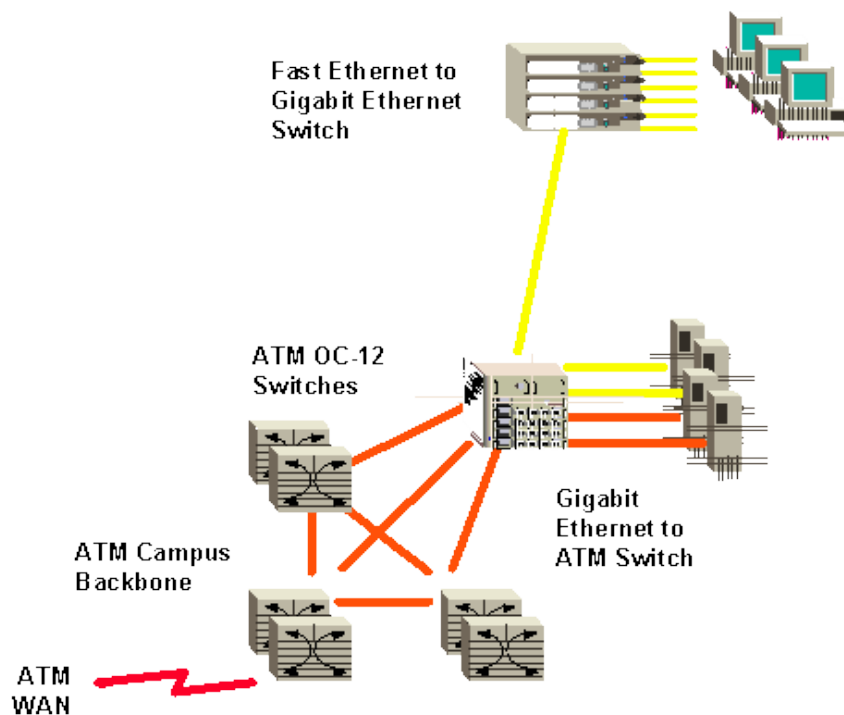 Fast Ethernet to
Gigabit Ethernet
Switch
ATM OC-12
Switches
Gigabit
Ethernet to
ATM Switch
ATM Campus
Backbone
ATM
WAN